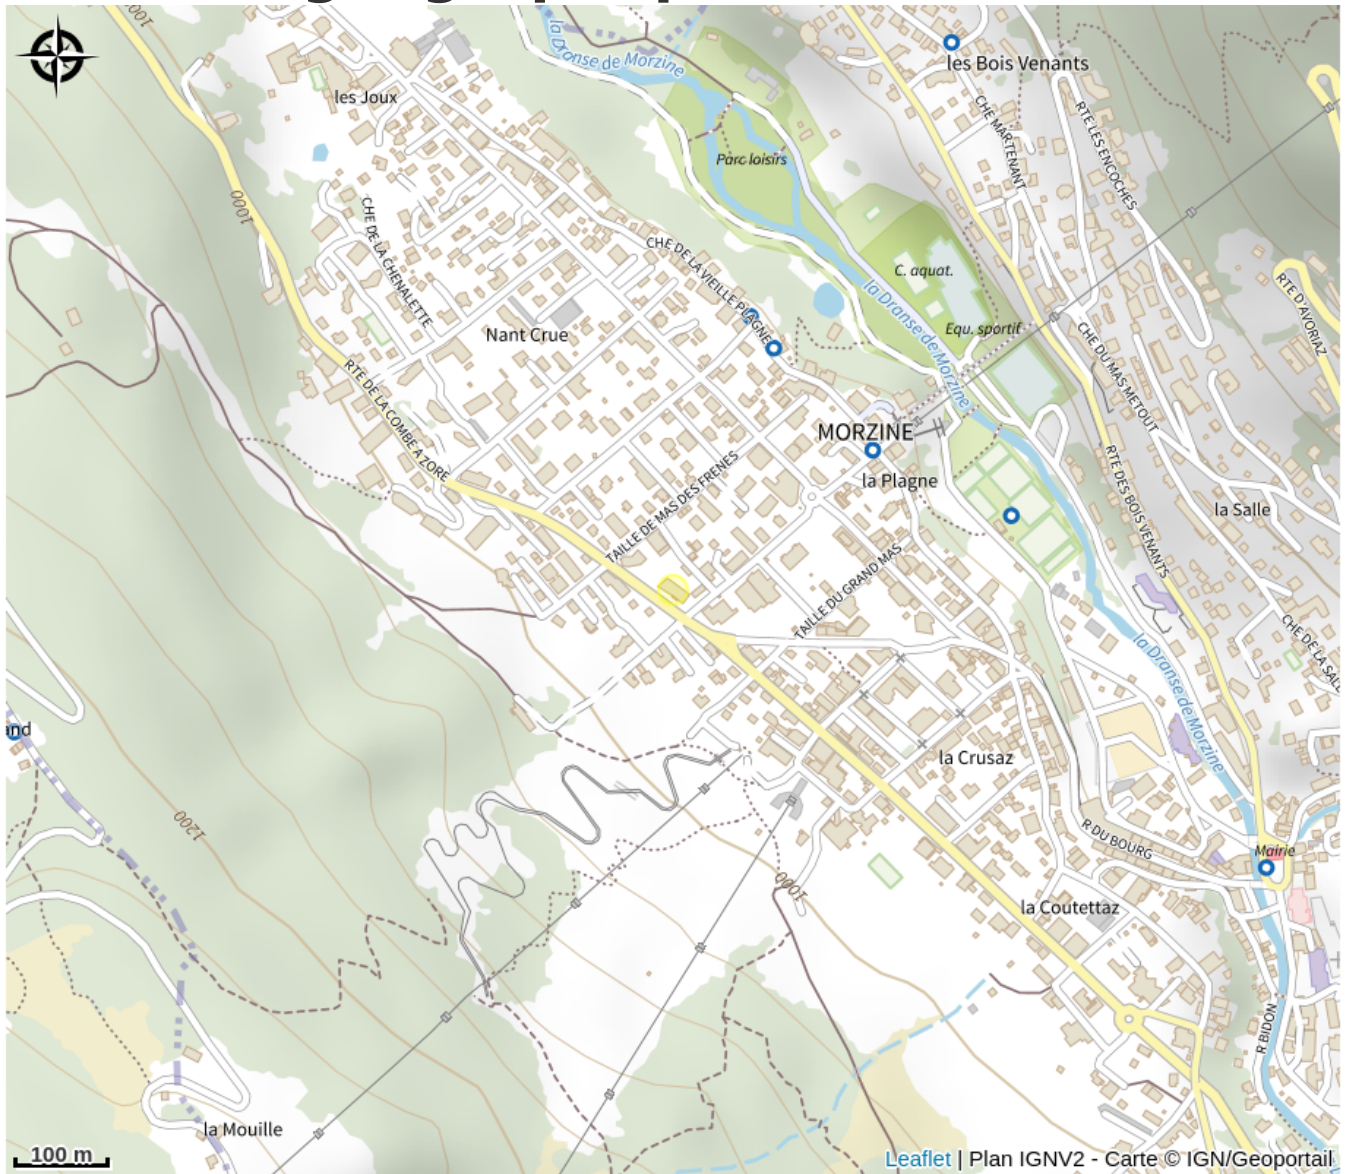 la Dranse de Morzine
les Bois Venants
les Joux
CHE MARTENANT
RTE LES ENCOCHES
Parc loisirs
1000
1000
CHE DE LA CHENALETTE
CHE DE LA VIEILLE PLAGNE
C. aquat.
la Dranse de Morzine
Equ. sportif
RTE D'AVORIAZ
Nant Crue
CHE DU MAS METOUT
RTE DE LA COMBE A ZORE
MORZINE
la Plagne
TAILLE DE MAS DES FRENES
RTE DES BOIS VENANTS
la Salle
TAILLE DU GRAND MAS
CHE DE LA SALL
la Dranse de Morzine
and
la Crusaz
1200
R DU BOURG
Mairie
1000
la Coutettaz
R BIDON
la Mouille
100 m
Leaflet | Plan IGNV2 - Carte © IGN/Geoportail